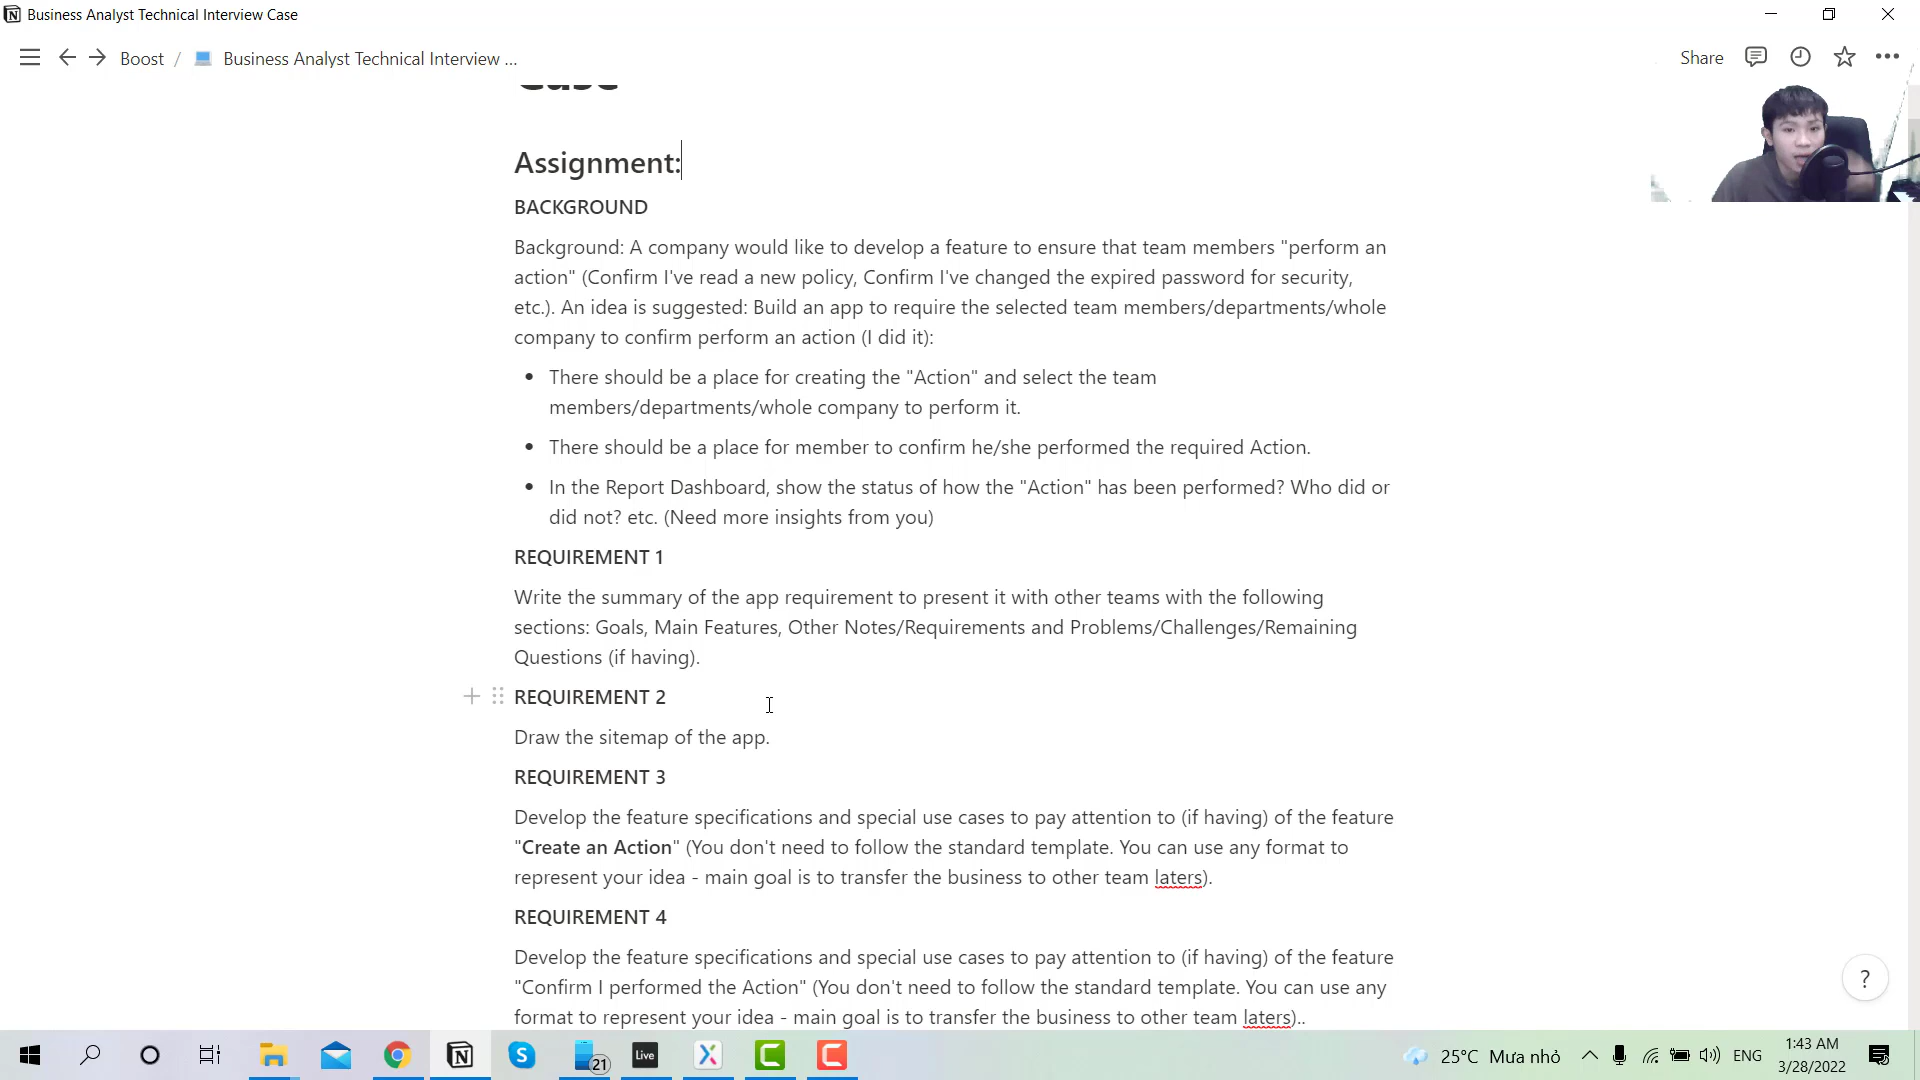 Business Analyst Technical Interview Case
Boost / Business Analyst Technical Interview ...
Share
Case
Assignment:
BACKGROUND
Background: A company would like to develop a feature to ensure that team members "perform an
action" (Confirm I've read a new policy, Confirm I've changed the expired password for security,
etc.). An idea is suggested: Build an app to require the selected team members/departments/whole
company to confirm perform an action (I did it):
• There should be a place for creating the "Action" and select the team
members/departments/whole company to perform it.
• There should be a place for member to confirm he/she performed the required Action.
• In the Report Dashboard, show the status of how the "Action" has been performed? Who did or
did not? etc. (Need more insights from you)
REQUIREMENT 1
Write the summary of the app requirement to present it with other teams with the following
sections: Goals, Main Features, Other Notes/Requirements and Problems/Challenges/Remaining
Questions (if having).
REQUIREMENT 2
Draw the sitemap of the app.
REQUIREMENT 3
Develop the feature specifications and special use cases to pay attention to (if having) of the feature
"Create an Action" (You don't need to follow the standard template. You can use any format to
represent your idea - main goal is to transfer the business to other team laters).
REQUIREMENT 4
Develop the feature specifications and special use cases to pay attention to (if having) of the feature
"Confirm I performed the Action" (You don't need to follow the standard template. You can use any
format to represent your idea - main goal is to transfer the business to other team laters)..
?
21
Live
25°C Mưa nhỏ
ENG
1:43 AM
3/28/2022